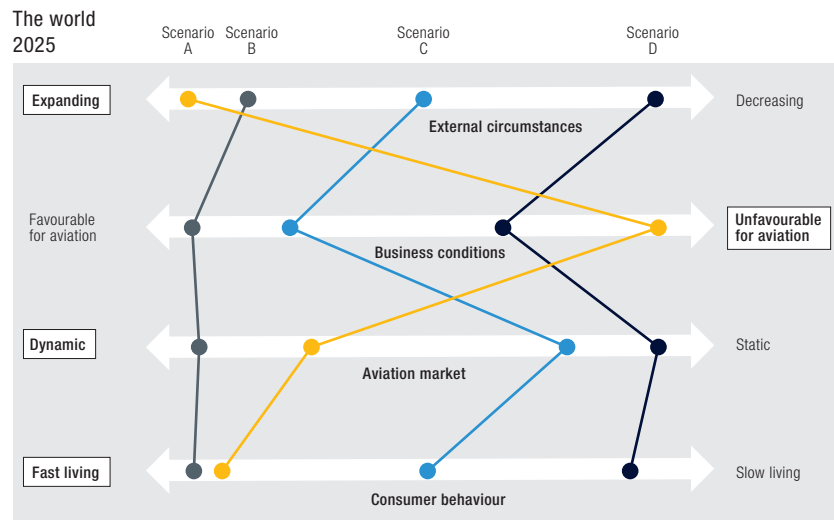 The world
2025
Scenario
A
Scenario
B
Scenario
C
Scenario
D
Expanding
Decreasing
External circumstances
Favourable
for aviation
Unfavourable
for aviation
Business conditions
Dynamic
Static
Aviation market
Fast living
Slow living
Consumer behaviour